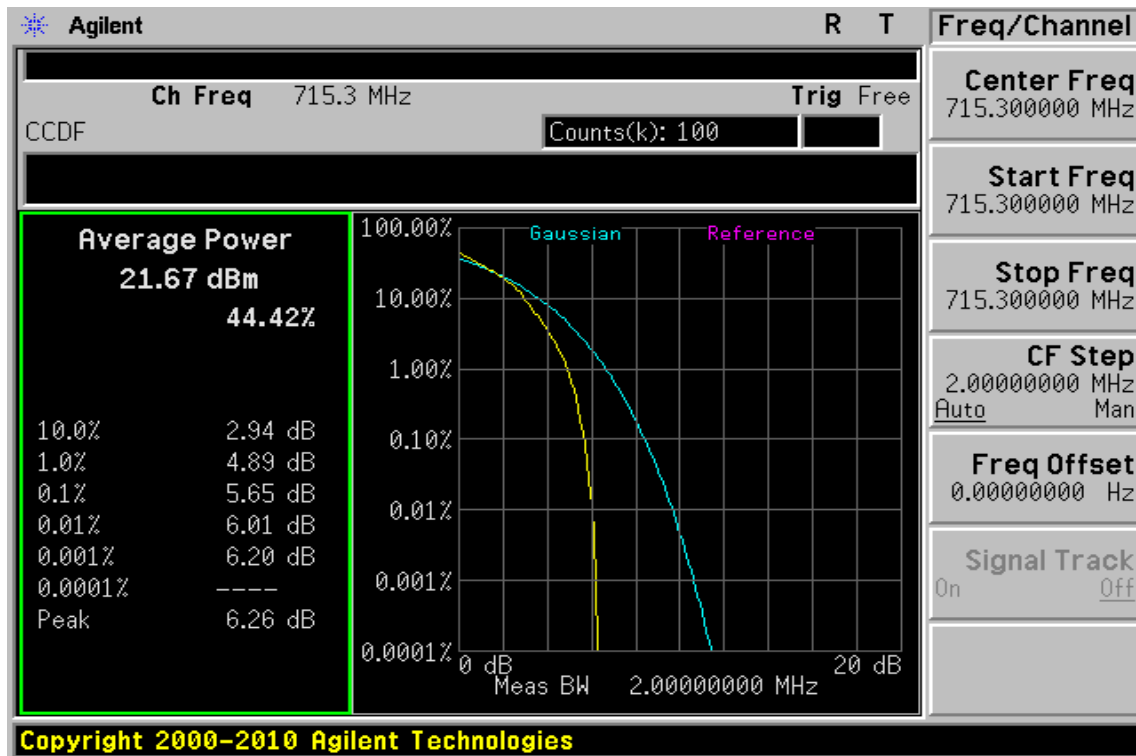 Agilent R T
Ch Freq 715.3 MHz Trig Free
CCDF Counts(k): 100
Average Power
21.67 dBm
44.42%
10.0% 2.94 dB
1.0% 4.89 dB
0.1% 5.65 dB
0.01% 6.01 dB
0.001% 6.20 dB
0.0001% ----
Peak 6.26 dB
Gaussian Reference
100.00%
10.00%
1.00%
0.10%
0.01%
0.001%
0.0001%
0 dB 20 dB
Meas BW 2.00000000 MHz
Freq/Channel
Center Freq
715.300000 MHz
Start Freq
715.300000 MHz
Stop Freq
715.300000 MHz
CF Step
2.00000000 MHz
Auto Man
Freq Offset
0.00000000 Hz
Signal Track
On Off
Copyright 2000-2010 Agilent Technologies